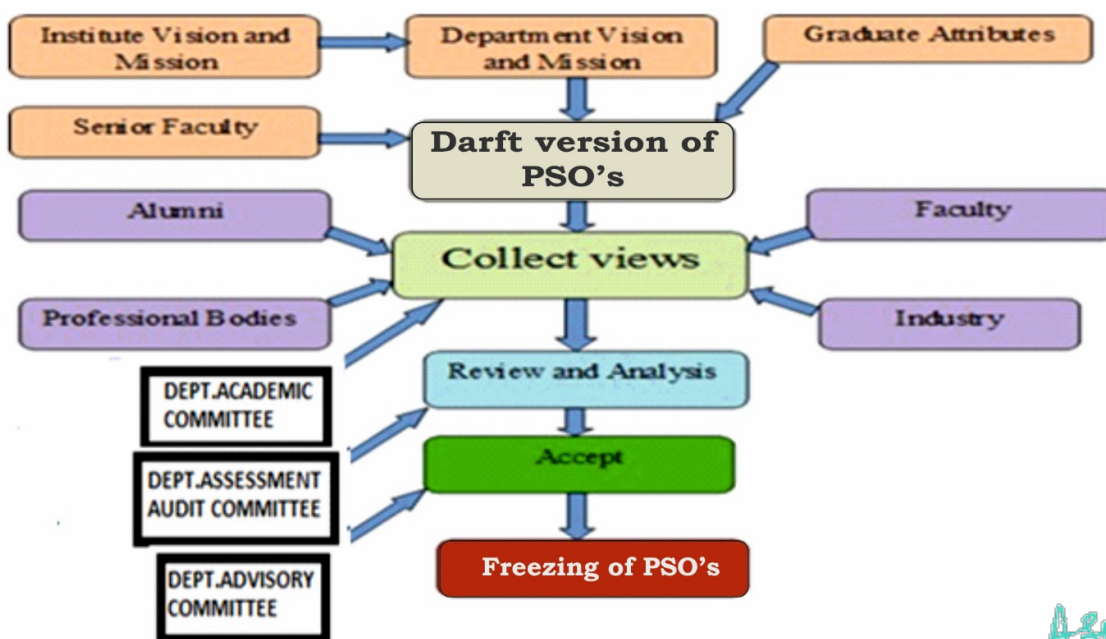 Institute Vision and
Mission
Department Vision
and Mission
Graduate Attributes
Senior Faculty
Darft version of
PSO’s
Alumni
Faculty
Collect views
Professional Bodies
Industry
Review and Analysis
DEPT.ACADEMIC
COMMITTEE
Accept
DEPT.ASSESSMENT
AUDIT COMMITTEE
Freezing of PSO’s
DEPT.ADVISORY
COMMITTEE